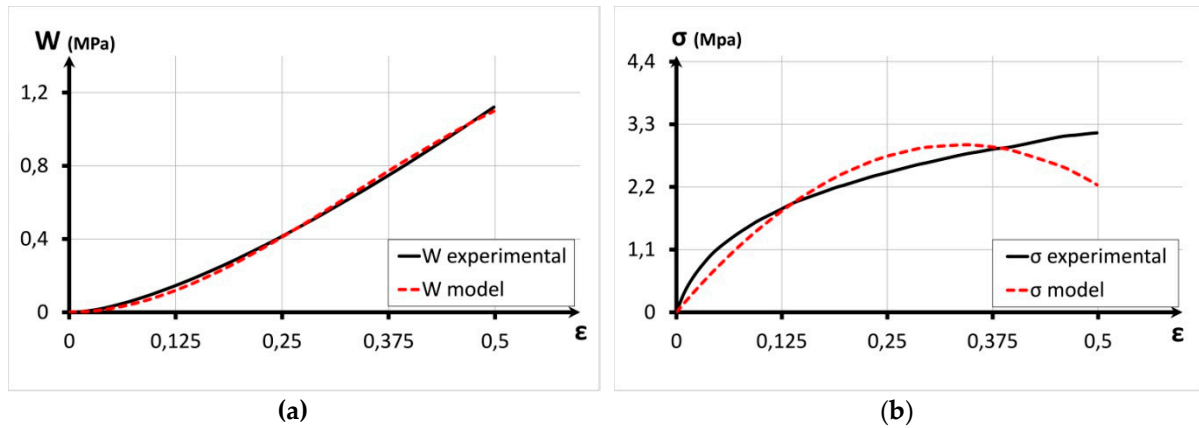 W (MPa)
1,2
0,8
0,4
0
W experimental
W model
0 0,125 0,25 0,375 0,5 ε
(a)
σ (Mpa)
4,4
3,3
2,2
1,1
0
σ experimental
σ model
0 0,125 0,25 0,375 0,5 ε
(b)